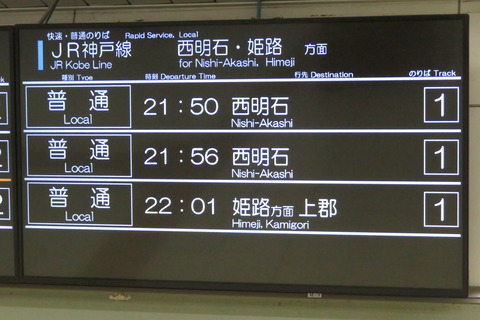 快速・普通のりば Rapid Service, Local
JR神戸線 西明石・姫路 方面
JR Kobe Line for Nishi-Akashi, Himeji
種別 Type 時刻 Departure Time 行先 Destination のりば Track
普通 21:50 西明石 1
Local Nishi-Akashi
普通 21:56 西明石 1
Local Nishi-Akashi
普通 22:01 姫路方面 上郡 1
Local Himeji, Kamigori